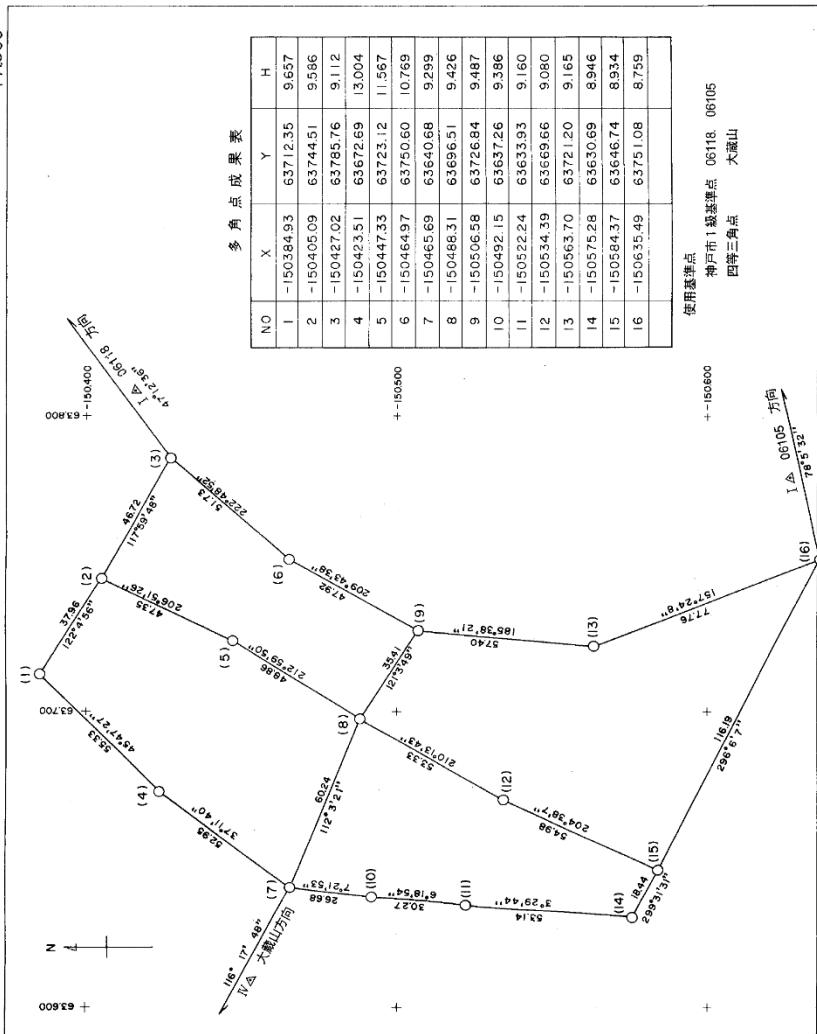 多角点成果表
NO X Y H
1 -150384.93 63712.35 9.657
2 -150405.09 63744.51 9.586
3 -150427.02 63785.76 9.112
4 -150423.51 63672.69 13.004
5 -150447.33 63723.12 11.567
6 -150464.97 63750.60 10.769
7 -150465.69 63640.68 9.299
8 -150488.31 63696.51 9.426
9 -150506.58 63726.84 9.487
10 -150492.15 63637.26 9.386
11 -150522.24 63633.93 9.160
12 -150534.39 63669.66 9.080
13 -150563.70 63721.20 9.165
14 -150575.28 63630.69 8.946
15 -150584.37 63646.74 8.934
16 -150635.49 63751.08 8.759
使用基準点
神戸市1級基準点 06118. 06105
四等三角点 大蔵山
63.800
-150.400
-150.500
-150.600
63.700
63.600
N
I 06118 方向
47°12'36"
(3)
46.72
117°59'48"
(2)
37.96
122°4'56"
(1)
222°48'52"
51.73
206°51'26"
47.35
45°47'27"
55.33
(6)
(5)
(4)
209°43'38"
47.92
212°59'50"
48.86
37°11'40"
52.95
(9)
35.41
121°3'49"
(8)
60.24
112°3'21"
(7)
116° 17' 48"
IV 大蔵山方向
185°38'21"
57.40
210°13'43"
53.33
7°21'53"
26.68
(10)
6°18'54"
30.27
(11)
(13)
(12)
3°29'44"
53.14
157°24'8"
77.76
204°38'7"
54.98
(14)
18.44
299°31'31"
(15)
116.19
296°6'7"
(16)
I 06105 方向
78°5'32"